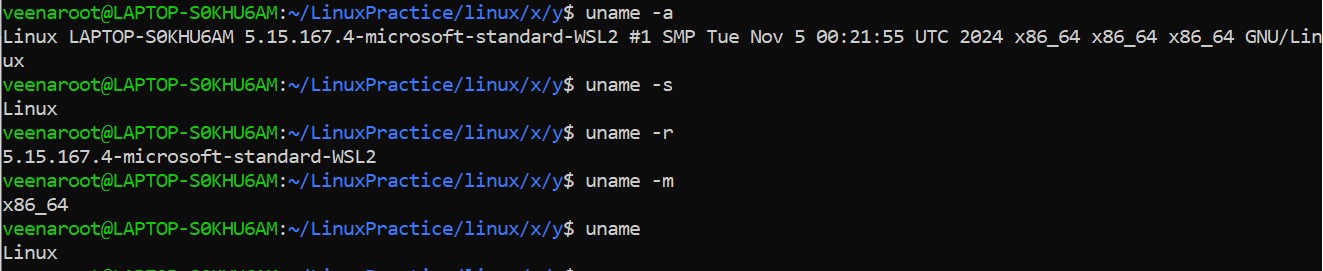 veenaroot@LAPTOP-S0KHU6AM:~/LinuxPractice/linux/x/y$ uname -a
Linux LAPTOP-S0KHU6AM 5.15.167.4-microsoft-standard-WSL2 #1 SMP Tue Nov 5 00:21:55 UTC 2024 x86_64 x86_64 x86_64 GNU/Lin
ux
veenaroot@LAPTOP-S0KHU6AM:~/LinuxPractice/linux/x/y$ uname -s
Linux
veenaroot@LAPTOP-S0KHU6AM:~/LinuxPractice/linux/x/y$ uname -r
5.15.167.4-microsoft-standard-WSL2
veenaroot@LAPTOP-S0KHU6AM:~/LinuxPractice/linux/x/y$ uname -m
x86_64
veenaroot@LAPTOP-S0KHU6AM:~/LinuxPractice/linux/x/y$ uname
Linux